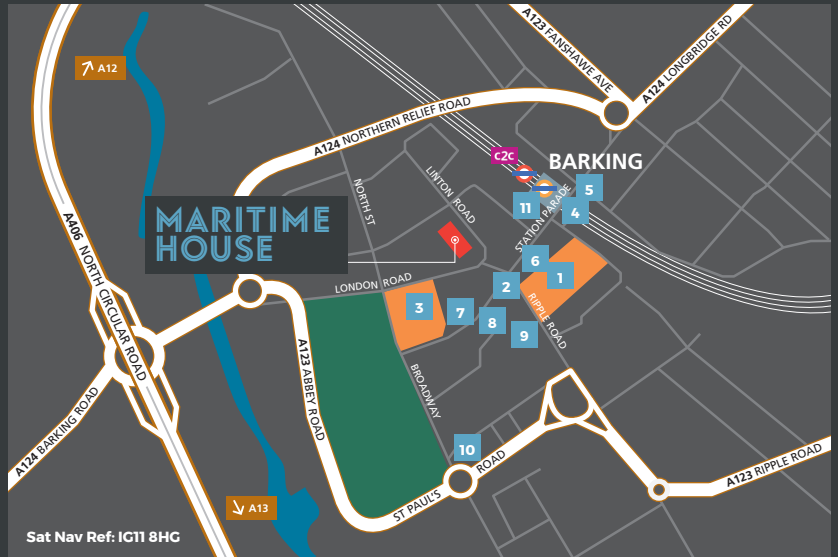 A123 FANSHAWE AVE
A124 LONGBRIDGE RD
A12
A124 NORTHERN RELIEF ROAD
c2c
BARKING
LINTON ROAD
NORTH ST
5
11
4
STATION PARADE
MARITIME
HOUSE
A406 NORTH CIRCULAR ROAD
6
1
LONDON ROAD
2
3
7
8
9
RIPPLE ROAD
A123 ABBEY ROAD
BROADWAY
A124 BARKING ROAD
10
ST PAUL'S ROAD
A123 RIPPLE ROAD
A13
Sat Nav Ref: IG11 8HG